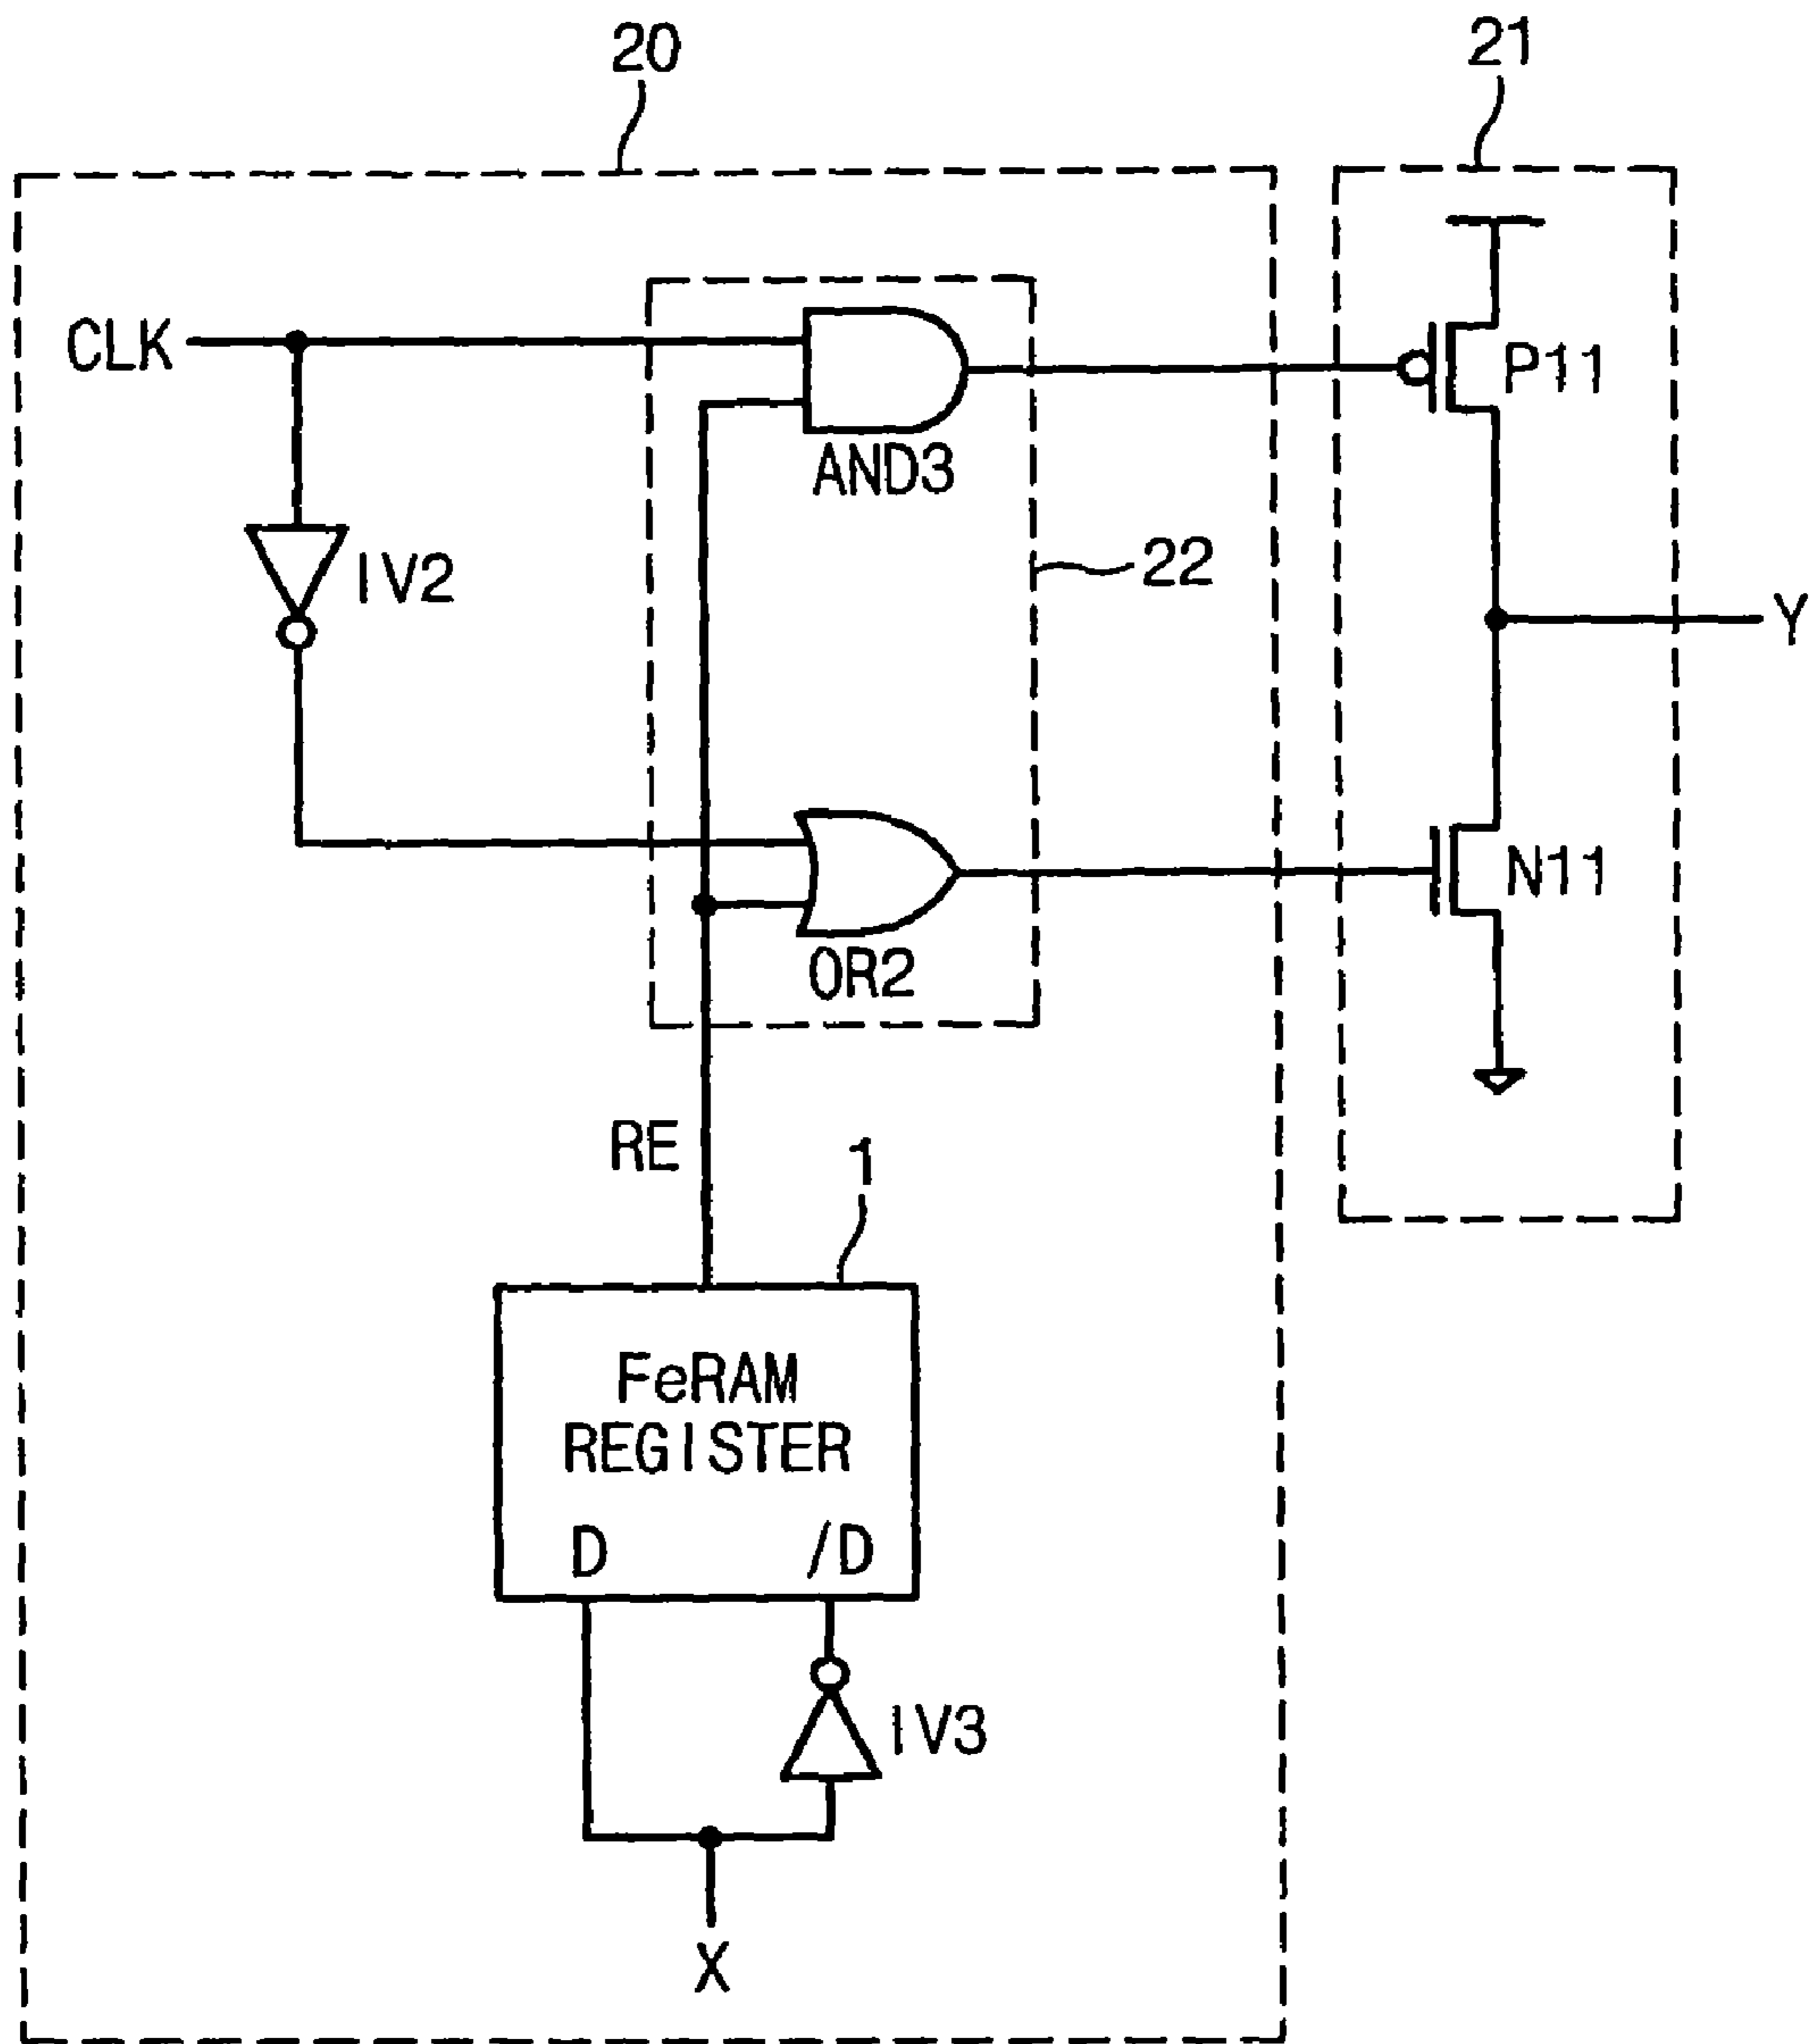 20
21
CLK
AND3
P11
IV2
22
Y
OR2
N11
RE
1
FeRAM
REGISTER
D /D
IV3
X